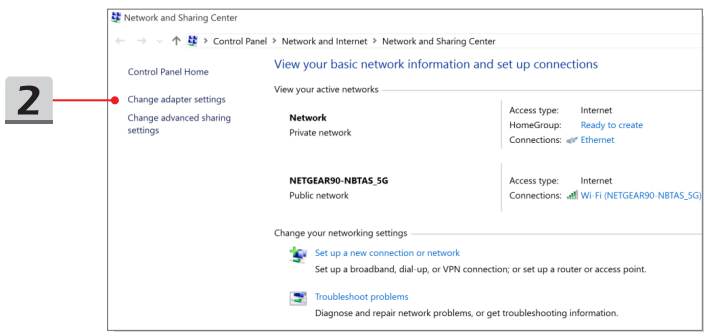 Network and Sharing Center
Control Panel > Network and Internet > Network and Sharing Center
2
Control Panel Home
Change adapter settings
Change advanced sharing
settings
View your basic network information and set up connections
View your active networks
Network
Private network
Access type: Internet
HomeGroup: Ready to create
Connections: Ethernet
NETGEAR90-NBTAS_5G
Public network
Access type: Internet
Connections: Wi-Fi (NETGEAR90-NBTAS_5G)
Change your networking settings
Set up a new connection or network
Set up a broadband, dial-up, or VPN connection; or set up a router or access point.
Troubleshoot problems
Diagnose and repair network problems, or get troubleshooting information.